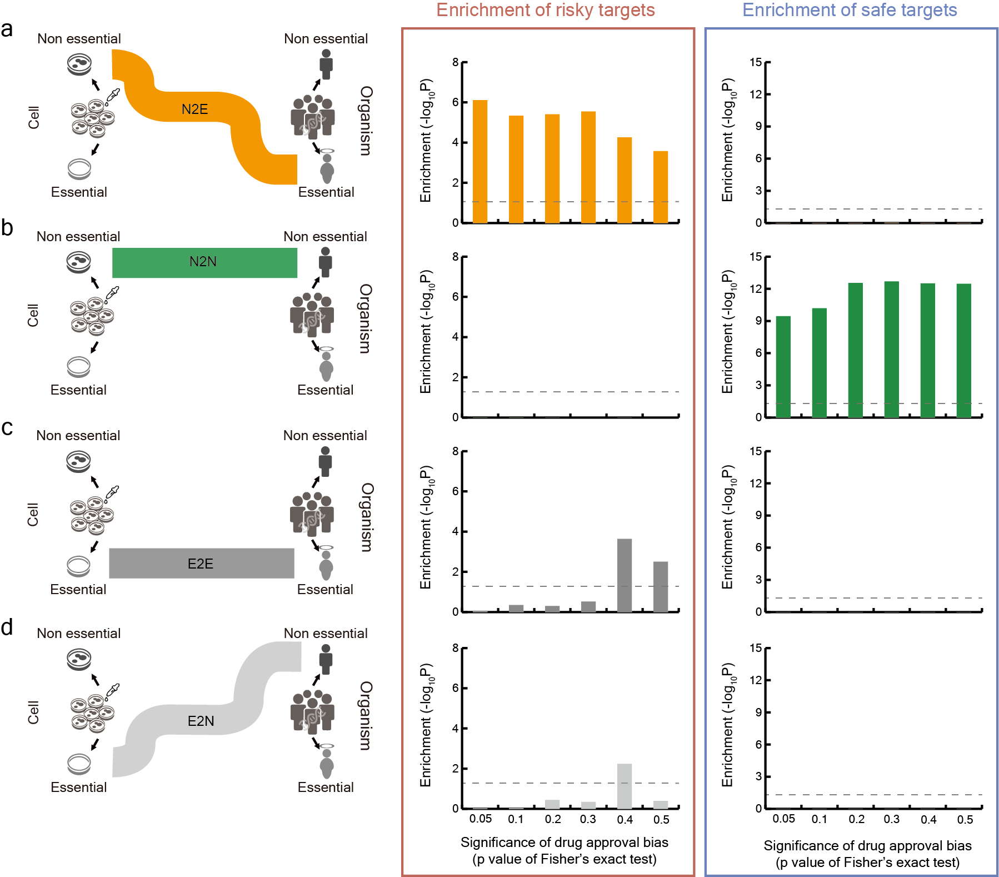 Enrichment of risky targets
Enrichment of safe targets
a
Non essential
Non essential
Cell
N2E
Organism
Essential
Essential
Enrichment (-log10P)
8
6
4
2
0
Enrichment (-log10P)
15
12
9
6
3
0
b
Non essential
Non essential
Cell
N2N
Organism
Essential
Essential
Enrichment (-log10P)
8
6
4
2
0
Enrichment (-log10P)
15
12
9
6
3
0
c
Non essential
Non essential
Cell
E2E
Organism
Essential
Essential
Enrichment (-log10P)
8
6
4
2
0
Enrichment (-log10P)
15
12
9
6
3
0
d
Non essential
Non essential
Cell
E2N
Organism
Essential
Essential
Enrichment (-log10P)
8
6
4
2
0
0.05 0.1 0.2 0.3 0.4 0.5
Significance of drug approval bias
(p value of Fisher’s exact test)
Enrichment (-log10P)
15
12
9
6
3
0
0.05 0.1 0.2 0.3 0.4 0.5
Significance of drug approval bias
(p value of Fisher’s exact test)